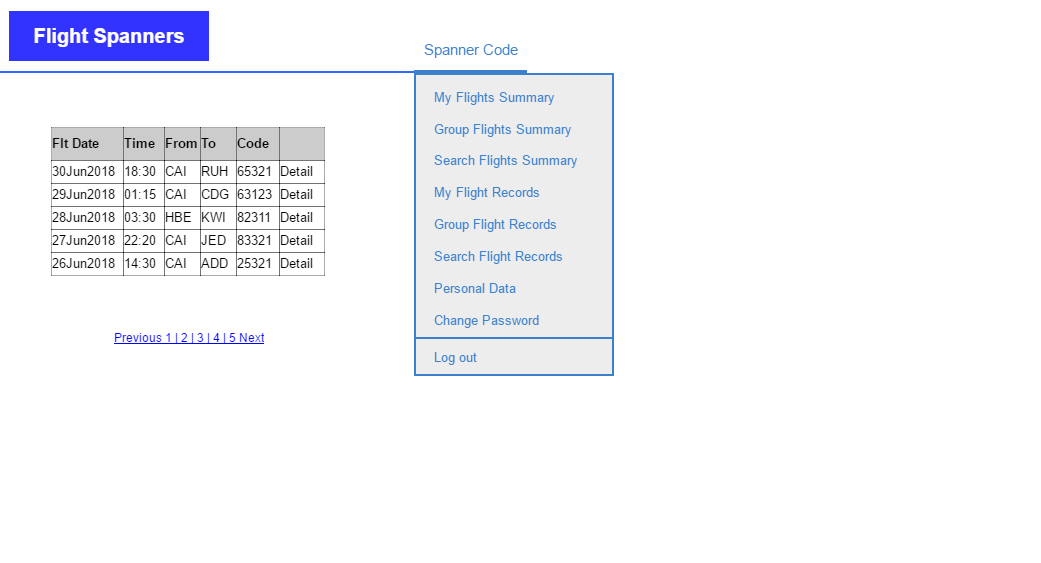 Flight Spanners
Spanner Code
My Flights Summary
Group Flights Summary
Search Flights Summary
My Flight Records
Group Flight Records
Search Flight Records
Personal Data
Change Password
Log out
Flt Date Time From To Code
30Jun2018 18:30 CAI RUH 65321 Detail
29Jun2018 01:15 CAI CDG 63123 Detail
28Jun2018 03:30 HBE KWI 82311 Detail
27Jun2018 22:20 CAI JED 83321 Detail
26Jun2018 14:30 CAI ADD 25321 Detail
Previous 1 | 2 | 3 | 4 | 5 Next